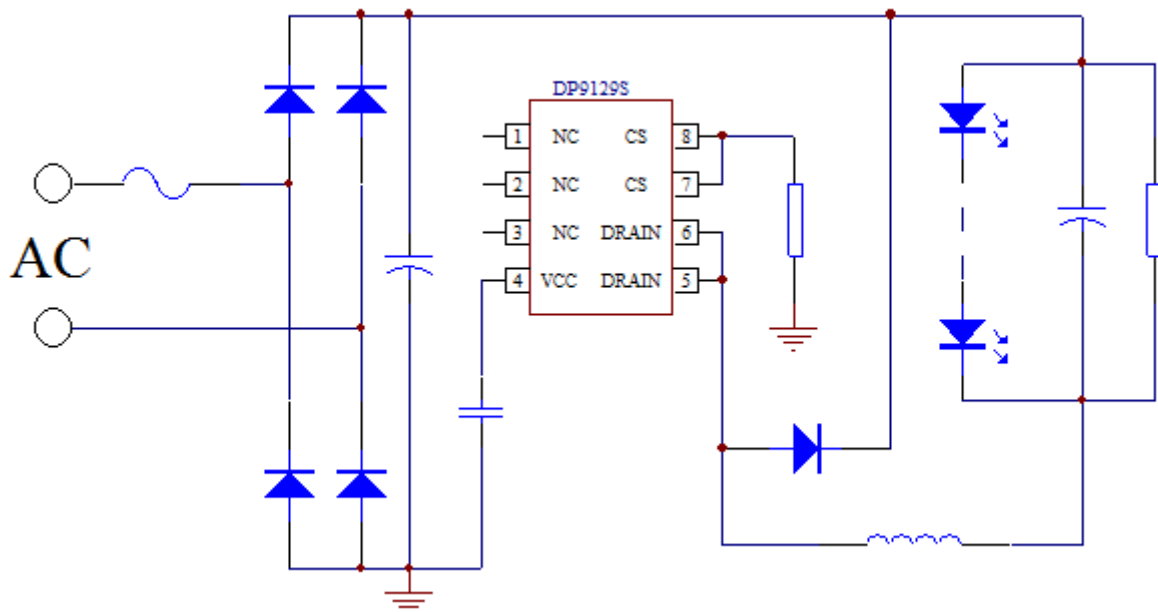 DP9129S
1 NC CS 8
2 NC CS 7
3 NC DRAIN 6
4 VCC DRAIN 5
AC